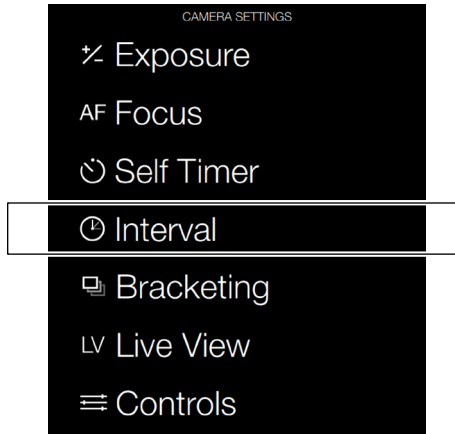 CAMERA SETTINGS
Exposure
AF Focus
Self Timer
Interval
Bracketing
LV Live View
Controls